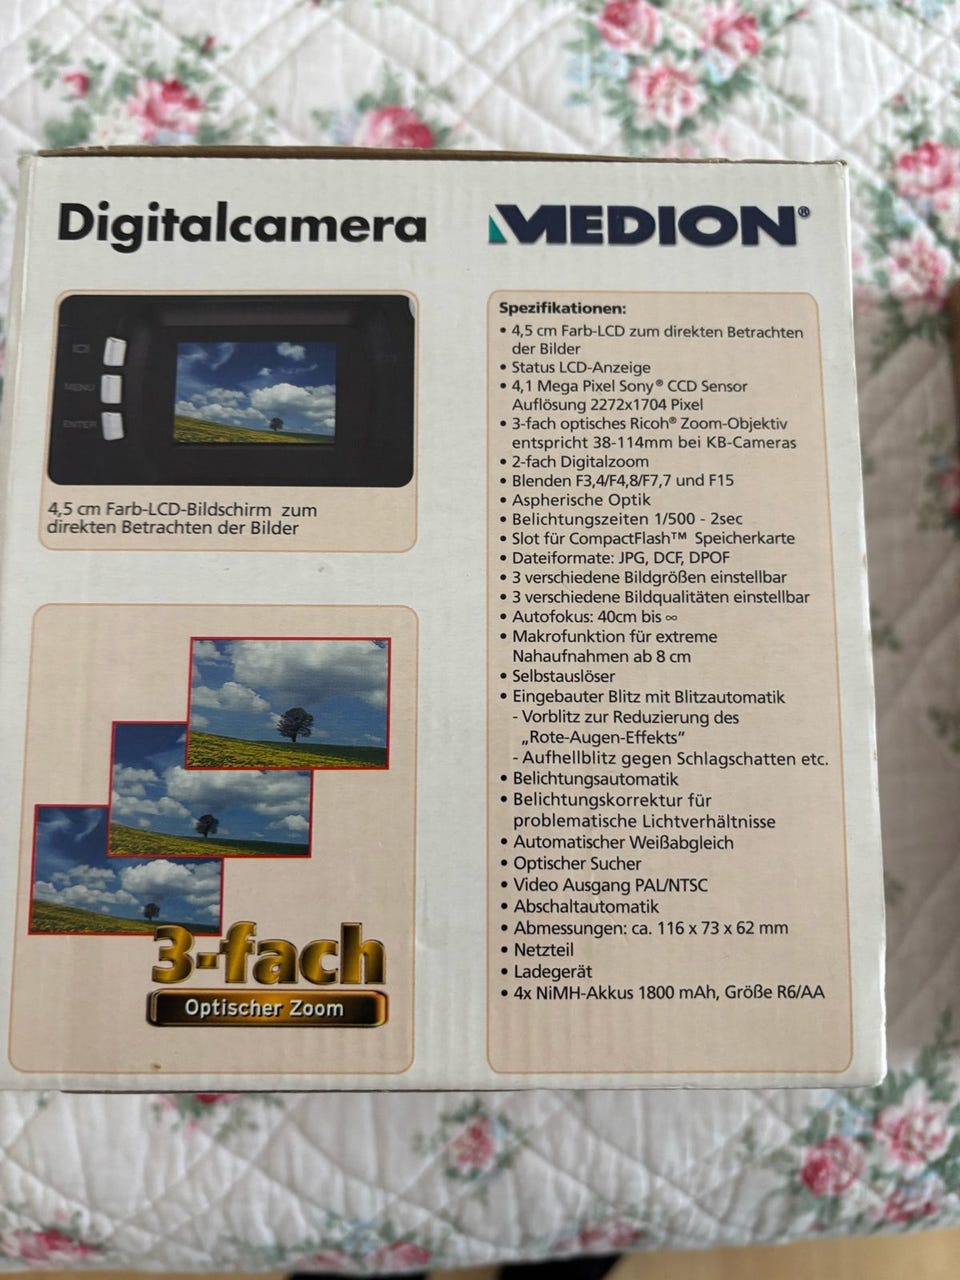 Digitalcamera
MEDION®
MENU
ENTER
4,5 cm Farb-LCD-Bildschirm zum
direkten Betrachten der Bilder
3-fach
Optischer Zoom
Spezifikationen:
• 4,5 cm Farb-LCD zum direkten Betrachten
der Bilder
• Status LCD-Anzeige
• 4,1 Mega Pixel Sony® CCD Sensor
Auflösung 2272x1704 Pixel
• 3-fach optisches Ricoh® Zoom-Objektiv
entspricht 38-114mm bei KB-Cameras
• 2-fach Digitalzoom
• Blenden F3,4/F4,8/F7,7 und F15
• Aspherische Optik
• Belichtungszeiten 1/500 - 2sec
• Slot für CompactFlash™ Speicherkarte
• Dateiformate: JPG, DCF, DPOF
• 3 verschiedene Bildgrößen einstellbar
• 3 verschiedene Bildqualitäten einstellbar
• Autofokus: 40cm bis ∞
• Makrofunktion für extreme
Nahaufnahmen ab 8 cm
• Selbstauslöser
• Eingebauter Blitz mit Blitzautomatik
- Vorblitz zur Reduzierung des
„Rote-Augen-Effekts“
- Aufhellblitz gegen Schlagschatten etc.
• Belichtungsautomatik
• Belichtungskorrektur für
problematische Lichtverhältnisse
• Automatischer Weißabgleich
• Optischer Sucher
• Video Ausgang PAL/NTSC
• Abschaltautomatik
• Abmessungen: ca. 116 x 73 x 62 mm
• Netzteil
• Ladegerät
• 4x NiMH-Akkus 1800 mAh, Größe R6/AA